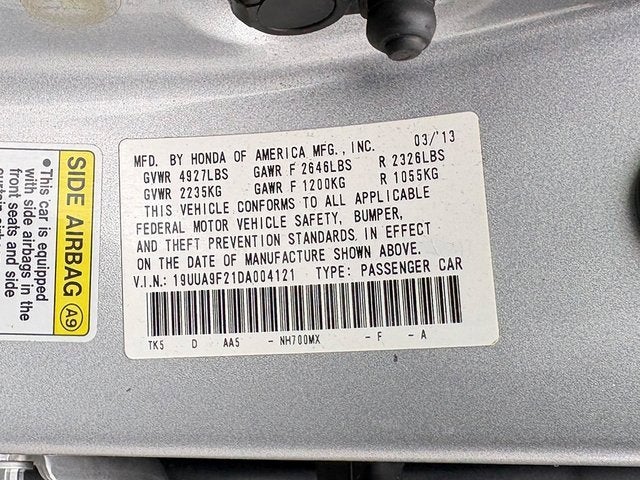 MFD. BY HONDA OF AMERICA MFG., INC. 03/'13
GVWR 4927LBS GAWR F 2646LBS R 2326LBS
GVWR 2235KG GAWR F 1200KG R 1055KG
THIS VEHICLE CONFORMS TO ALL APPLICABLE
FEDERAL MOTOR VEHICLE SAFETY, BUMPER,
AND THEFT PREVENTION STANDARDS IN EFFECT
ON THE DATE OF MANUFACTURE SHOWN ABOVE.
V.I.N.: 19UUA9F21DA004121 TYPE: PASSENGER CAR
TK5 D AA5 - NH700MX - F - A
SIDE AIRBAG A9
•This car is equipped
with side airbags in the
front seats and side